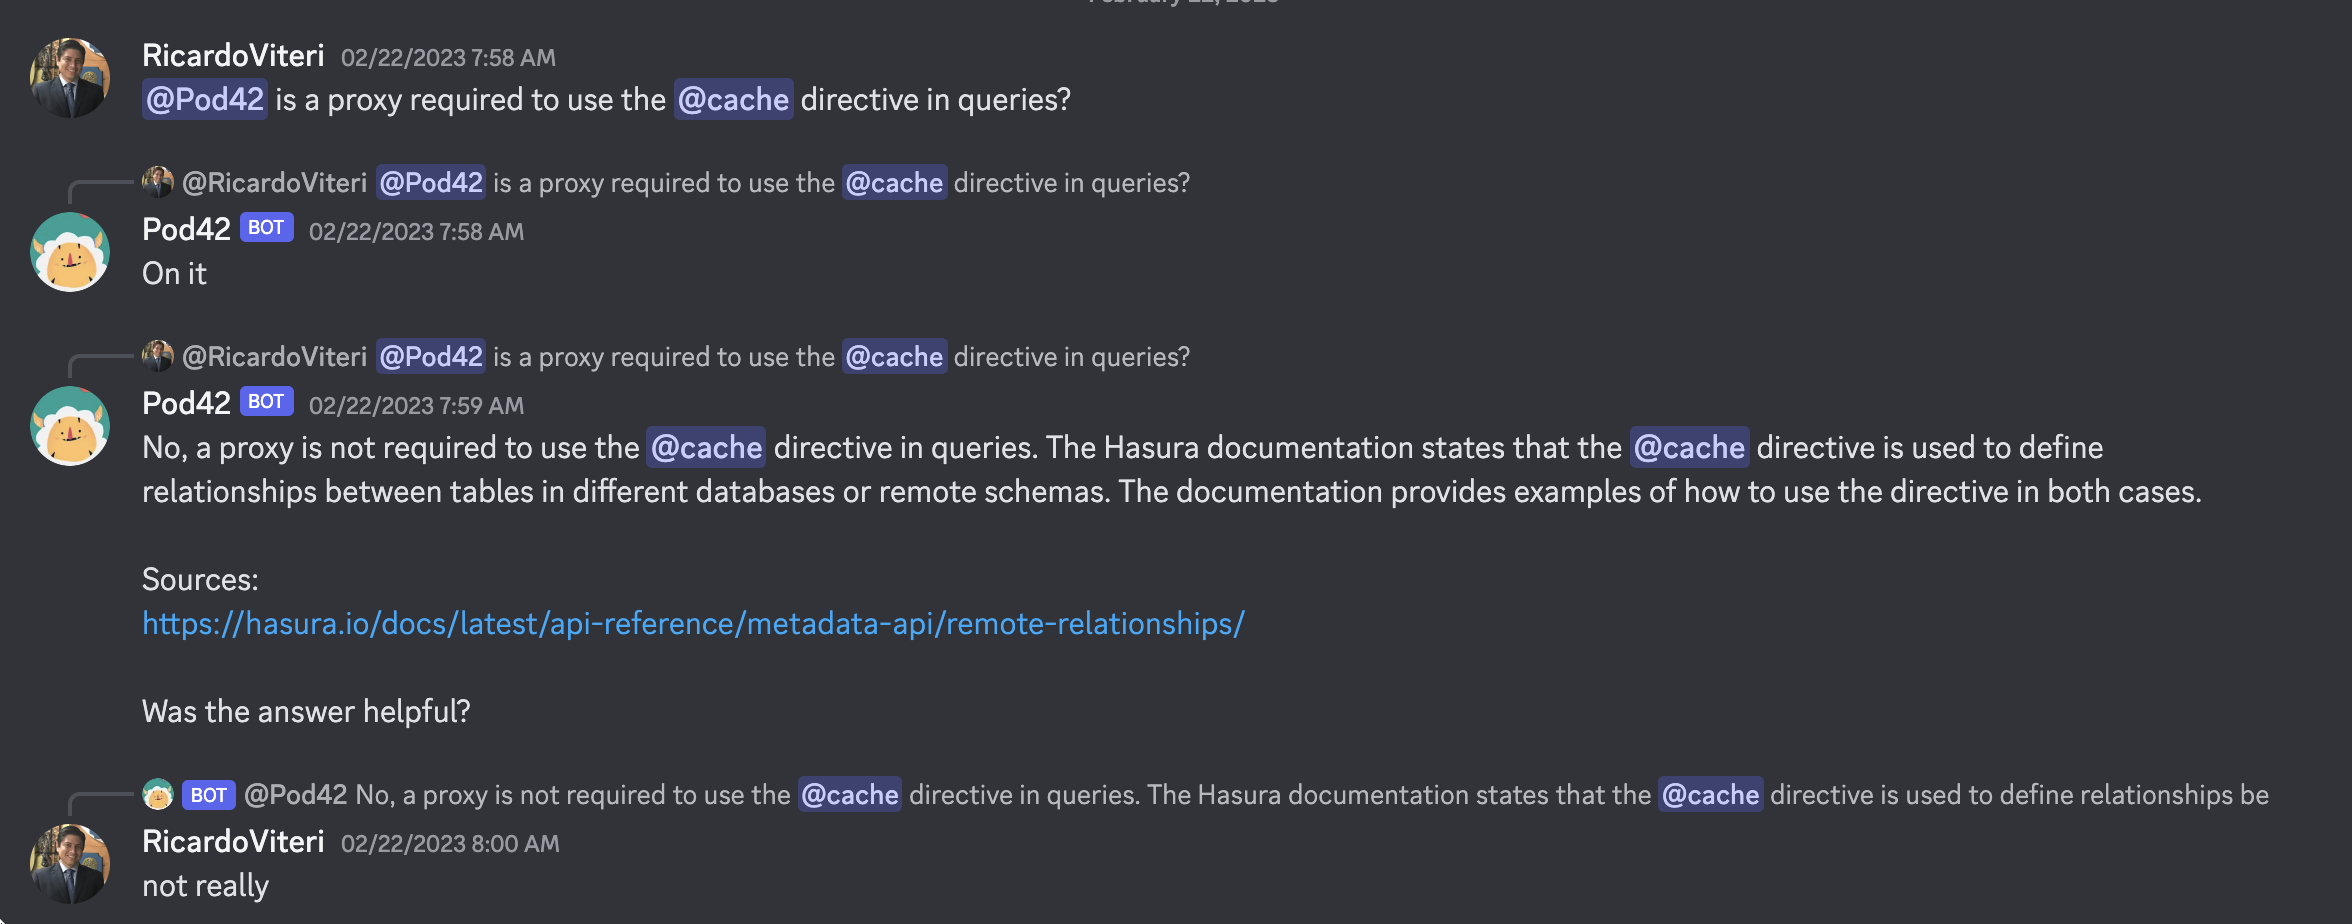 RicardoViteri 02/22/2023 7:58 AM
@Pod42 is a proxy required to use the @cache directive in queries?
@RicardoViteri @Pod42 is a proxy required to use the @cache directive in queries?
Pod42 BOT 02/22/2023 7:58 AM
On it
@RicardoViteri @Pod42 is a proxy required to use the @cache directive in queries?
Pod42 BOT 02/22/2023 7:59 AM
No, a proxy is not required to use the @cache directive in queries. The Hasura documentation states that the @cache directive is used to define
relationships between tables in different databases or remote schemas. The documentation provides examples of how to use the directive in both cases.
Sources:
https://hasura.io/docs/latest/api-reference/metadata-api/remote-relationships/
Was the answer helpful?
BOT @Pod42 No, a proxy is not required to use the @cache directive in queries. The Hasura documentation states that the @cache directive is used to define relationships be
RicardoViteri 02/22/2023 8:00 AM
not really